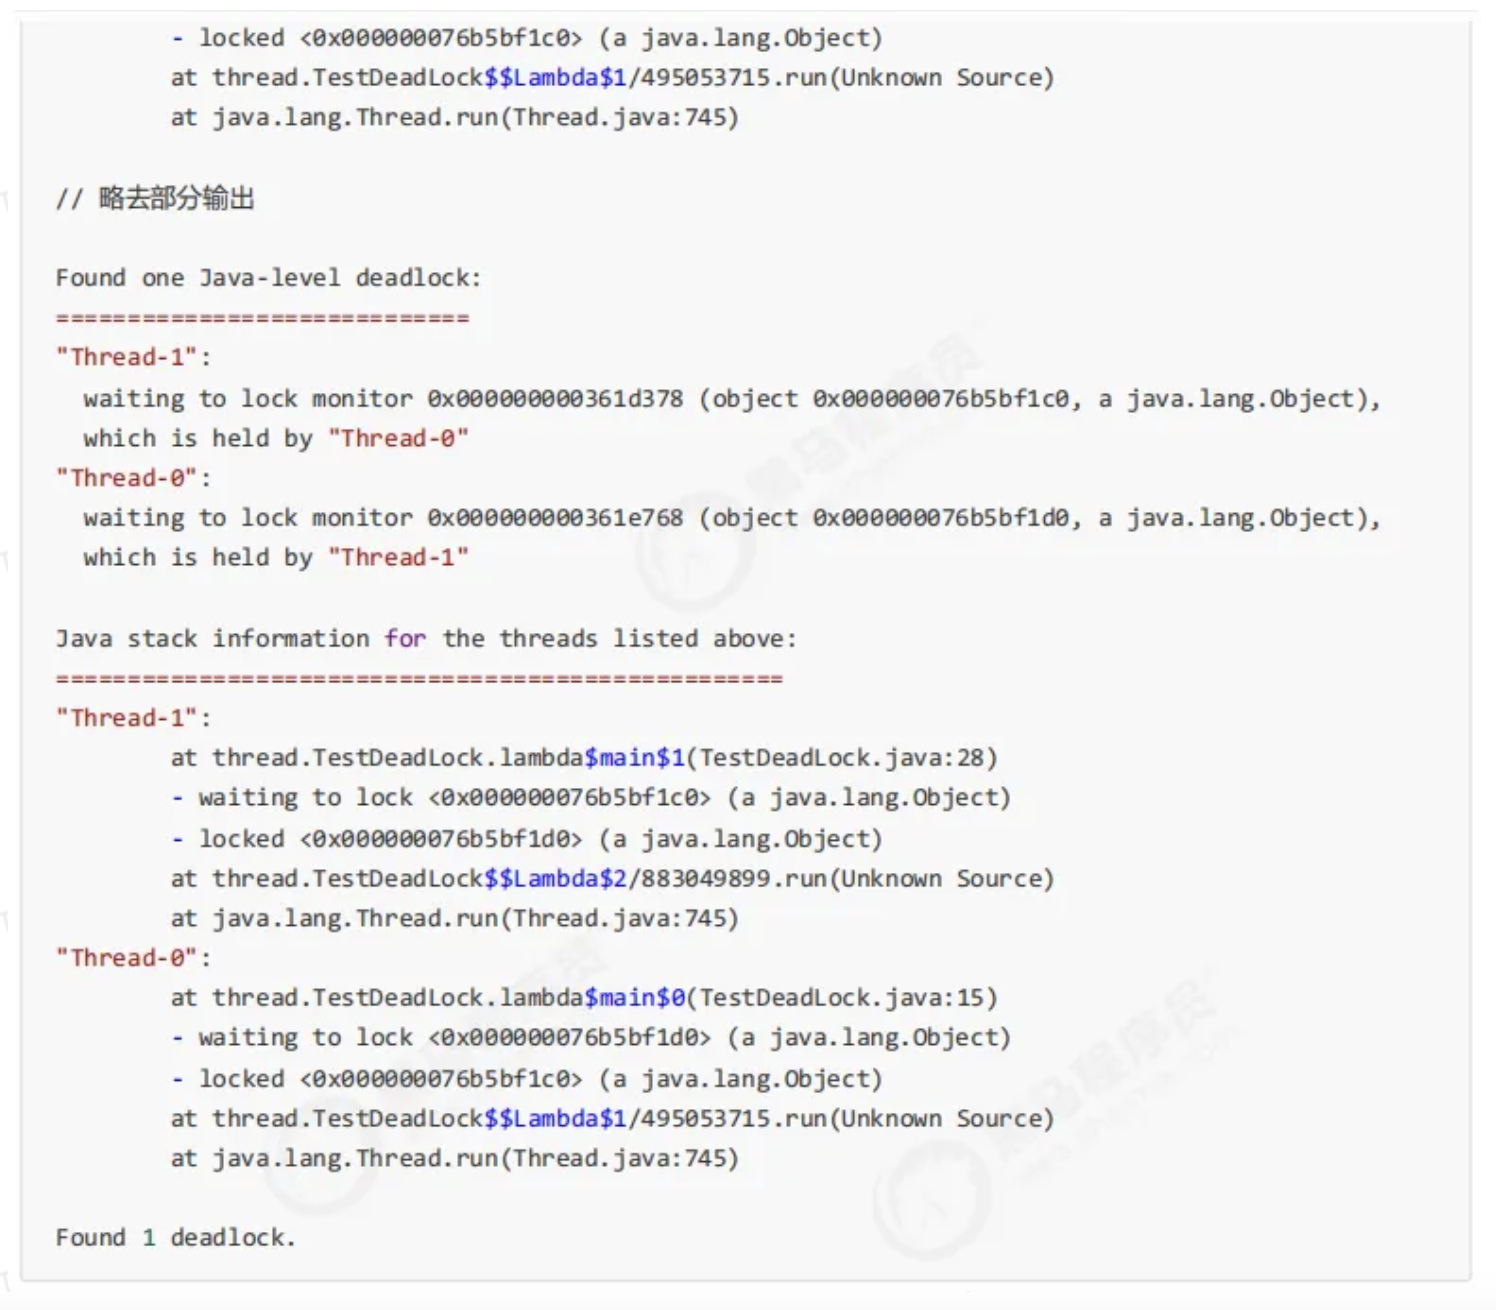 - locked <0x000000076b5bf1c0> (a java.lang.Object)
at thread.TestDeadLock$$Lambda$1/495053715.run(Unknown Source)
at java.lang.Thread.run(Thread.java:745)
// 略去部分输出
Found one Java-level deadlock:
=============================
"Thread-1":
waiting to lock monitor 0x000000000361d378 (object 0x000000076b5bf1c0, a java.lang.Object),
which is held by "Thread-0"
"Thread-0":
waiting to lock monitor 0x000000000361e768 (object 0x000000076b5bf1d0, a java.lang.Object),
which is held by "Thread-1"
Java stack information for the threads listed above:
===================================================
"Thread-1":
at thread.TestDeadLock.lambda$main$1(TestDeadLock.java:28)
- waiting to lock <0x000000076b5bf1c0> (a java.lang.Object)
- locked <0x000000076b5bf1d0> (a java.lang.Object)
at thread.TestDeadLock$$Lambda$2/883049899.run(Unknown Source)
at java.lang.Thread.run(Thread.java:745)
"Thread-0":
at thread.TestDeadLock.lambda$main$0(TestDeadLock.java:15)
- waiting to lock <0x000000076b5bf1d0> (a java.lang.Object)
- locked <0x000000076b5bf1c0> (a java.lang.Object)
at thread.TestDeadLock$$Lambda$1/495053715.run(Unknown Source)
at java.lang.Thread.run(Thread.java:745)
Found 1 deadlock.